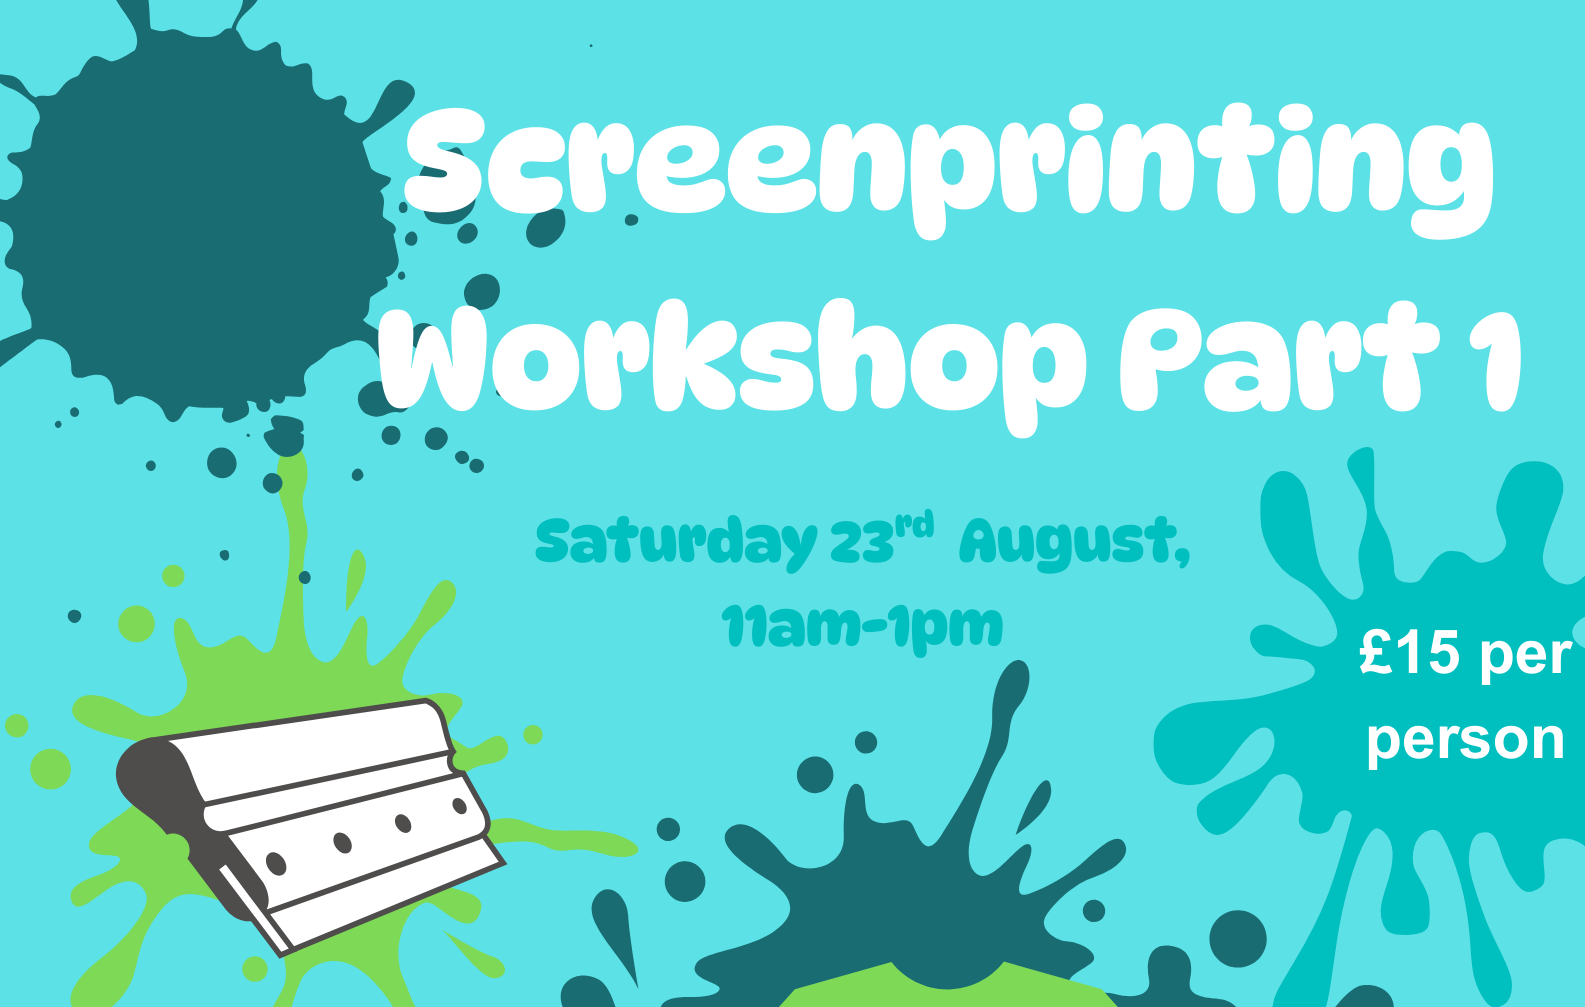 Screenprinting
Workshop Part 1
Saturday 23rd August,
11am-1pm
£15 per
person